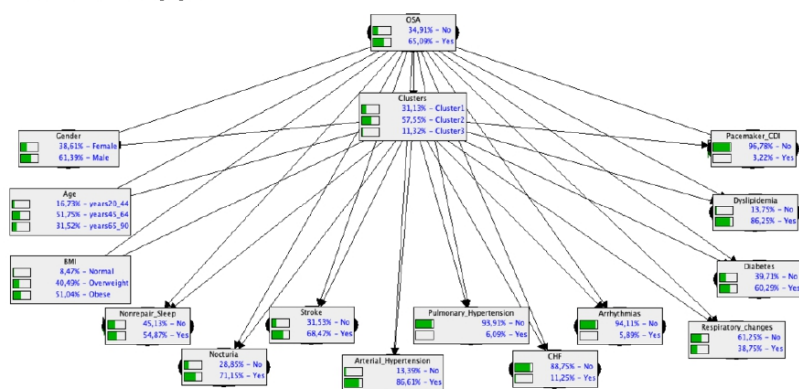 OSA
34,91% - No
65,09% - Yes
Clusters
31,13% - Cluster1
57,55% - Cluster2
11,32% - Cluster3
Gender
38,61% - Female
61,39% - Male
Pacemaker_CDI
96,78% - No
3,22% - Yes
Age
16,73% - years20_44
51,75% - years45_64
31,52% - years65_90
Dyslipidemia
13,75% - No
86,25% - Yes
BMI
8,47% - Normal
40,49% - Overweight
51,04% - Obese
Diabetes
39,71% - No
60,29% - Yes
Nonrepair_Sleep
45,13% - No
54,87% - Yes
Stroke
31,53% - No
68,47% - Yes
Pulmonary_Hypertension
93,91% - No
6,09% - Yes
Arrhythmias
94,11% - No
5,89% - Yes
Respiratory_changes
61,25% - No
38,75% - Yes
Nocturia
28,85% - No
71,15% - Yes
Arterial_Hypertension
13,39% - No
86,61% - Yes
CHF
88,75% - No
11,25% - Yes